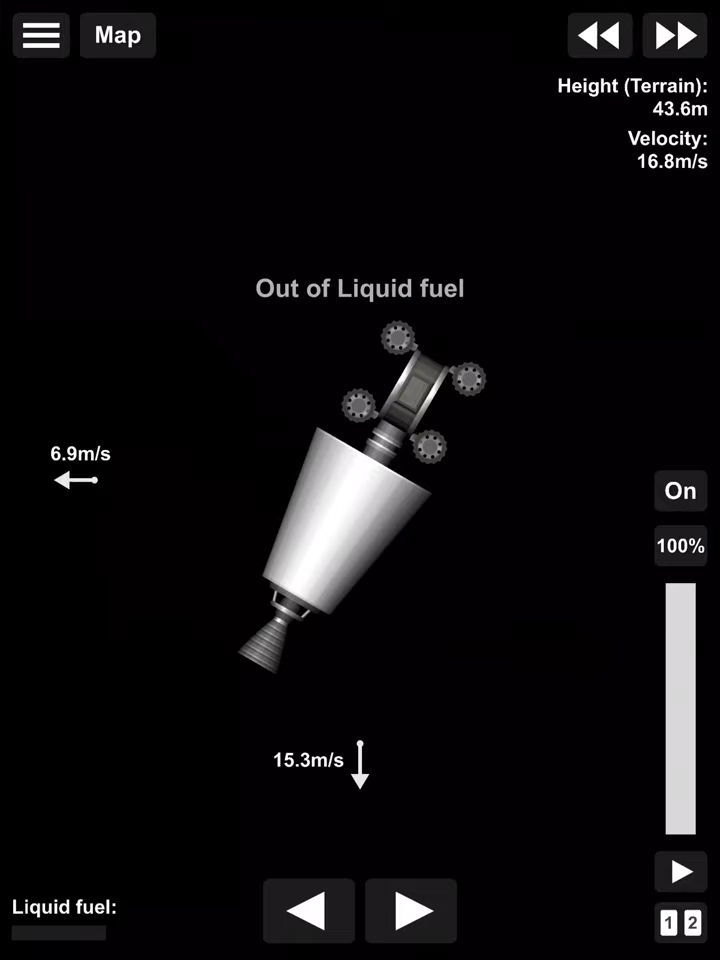 Map
Height (Terrain):
43.6m
Velocity:
16.8m/s
Out of Liquid fuel
6.9m/s
On
100%
15.3m/s
Liquid fuel:
1 2